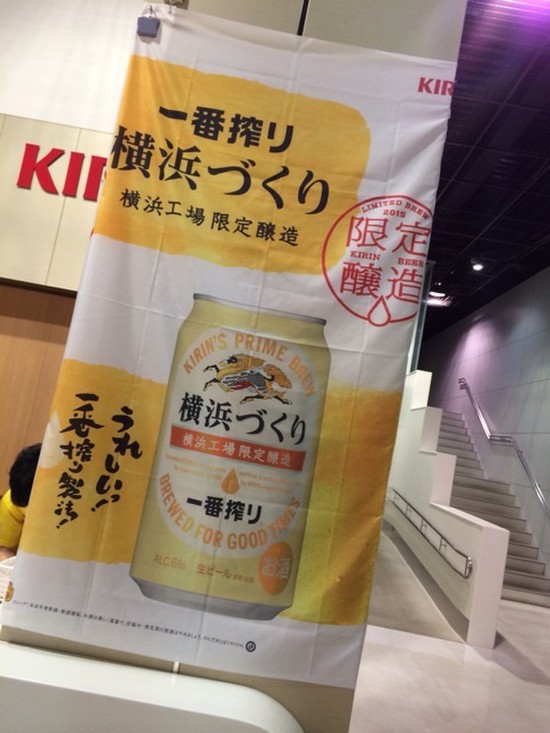 KIR
一番搾り
横浜づくり
横浜工場限定醸造
KIR
LIMITED BREW
2015
限定
KIRIN BEER
醸造
KIRIN'S PRIME BREW
横浜づくり
横浜工場限定醸造
一番搾り
BREWED FOR GOOD TIMES
ALC.6% 生ビール
お酒
うれしいっ!
一番搾り製法!